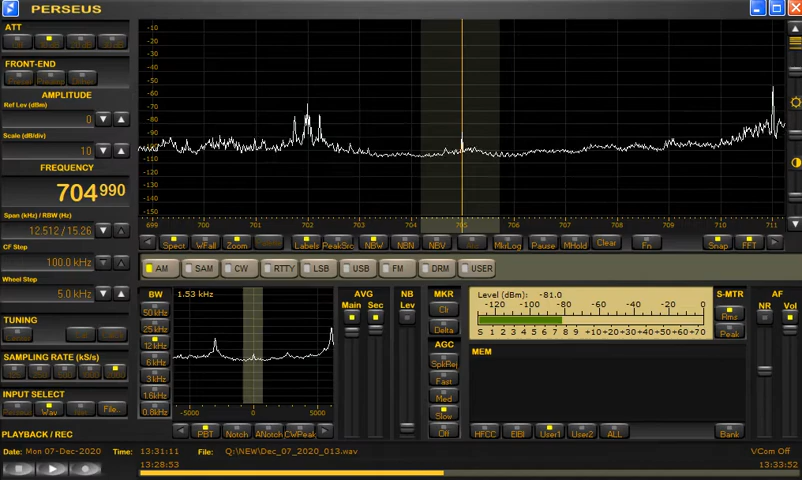 PERSEUS
ATT
FRONT-END
AMPLITUDE
Ref Lev (dBm)
0
Scale (dB/div)
10
FREQUENCY
704990
Span (kHz) / RBW (Hz)
12.512 / 15.26
CF Step
100.0 kHz
Wheel Step
5.0 kHz
TUNING
SAMPLING RATE (kS/s)
INPUT SELECT
Wav File...
PLAYBACK / REC
-10
-20
-30
-40
-50
-60
-70
-80
-90
-100
-110
-120
-130
-140
-150
699 700 701 702 703 704 705 706 707 708 709 710 711
Spect WFall Zoom Labels PeakSrc NBW NBN NBV MkrLog Pause MHold Clear Fn Snap FFT
AM SAM CW RTTY LSB USB FM DRM USER
BW
50 kHz
25 kHz
12 kHz
6 kHz
3 kHz
1.6 kHz
0.8 kHz
1.53 kHz
-5000 0 5000
PBT Notch ANotch CWPeak
AVG
Main Sec
NB
Lev
MKR
Clr
Delta
AGC
SpkRej
Fast
Med
Slow
Off
Level (dBm): -81.0
-120 -100 -80 -60 -40 -20 0
S 1 2 3 4 5 6 7 8 9 +10 +20 +30 +40 +50 +60 +70
S-MTR
Rms
Peak
AF
NR Vol
MEM
HFCC EIBI User1 User2 ALL Bank
Mon 07-Dec-2020 Time: 13:31:11 File: Q:\NEW\Dec_07_2020_013.wav VCom Off
13:28:53 13:33:52